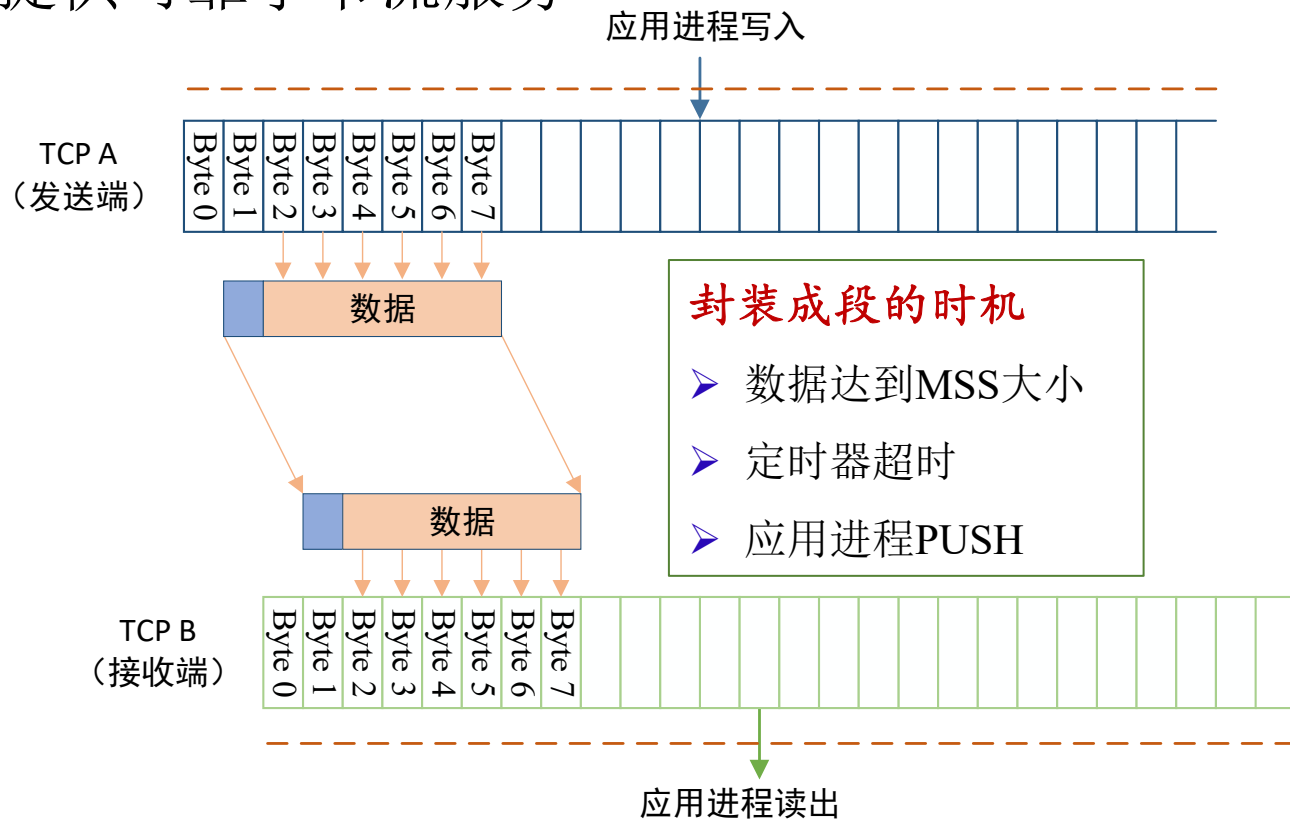 应用进程写入
TCP A
（发送端）
Byte 0
Byte 1
Byte 2
Byte 3
Byte 4
Byte 5
Byte 6
Byte 7
数据
封装成段的时机
➢ 数据达到MSS大小
➢ 定时器超时
➢ 应用进程PUSH
数据
TCP B
（接收端）
Byte 0
Byte 1
Byte 2
Byte 3
Byte 4
Byte 5
Byte 6
Byte 7
应用进程读出